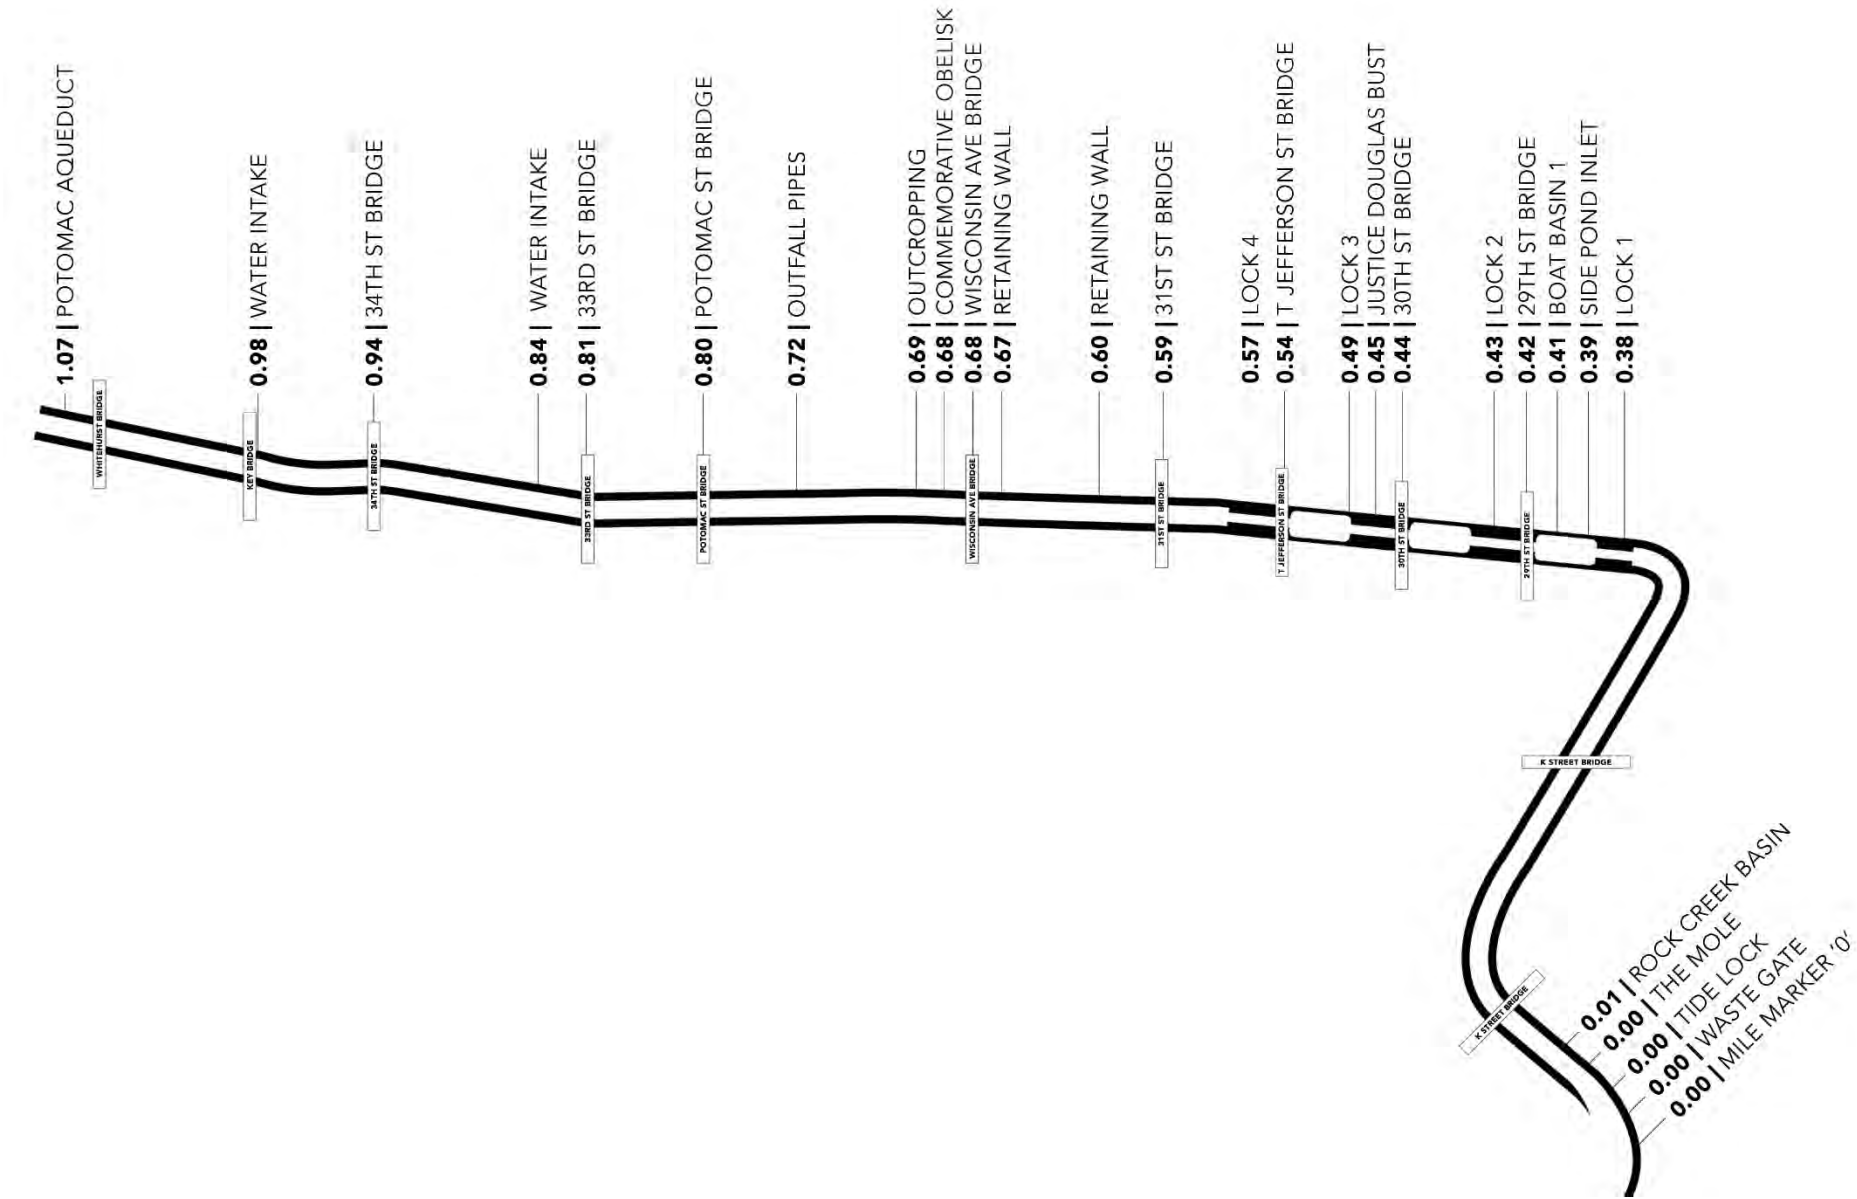 1.07 | POTOMAC AQUEDUCT
0.98 | WATER INTAKE
0.94 | 34TH ST BRIDGE
0.84 | WATER INTAKE
0.81 | 33RD ST BRIDGE
0.80 | POTOMAC ST BRIDGE
0.72 | OUTFALL PIPES
0.69 | OUTCROPPING
0.68 | COMMEMORATIVE OBELISK
0.68 | WISCONSIN AVE BRIDGE
0.67 | RETAINING WALL
0.60 | RETAINING WALL
0.59 | 31ST ST BRIDGE
0.57 | LOCK 4
0.54 | T JEFFERSON ST BRIDGE
0.49 | LOCK 3
0.45 | JUSTICE DOUGLAS BUST
0.44 | 30TH ST BRIDGE
0.43 | LOCK 2
0.42 | 29TH ST BRIDGE
0.41 | BOAT BASIN 1
0.39 | SIDE POND INLET
0.38 | LOCK 1
WHITEHURST BRIDGE
KEY BRIDGE
34TH ST BRIDGE
33RD ST BRIDGE
POTOMAC ST BRIDGE
WISCONSIN AVE BRIDGE
31ST ST BRIDGE
T JEFFERSON ST BRIDGE
30TH ST BRIDGE
29TH ST BRIDGE
K STREET BRIDGE
K STREET BRIDGE
0.01 | ROCK CREEK BASIN
0.00 | THE MOLE
0.00 | TIDE LOCK
0.00 | WASTE GATE
0.00 | MILE MARKER '0'